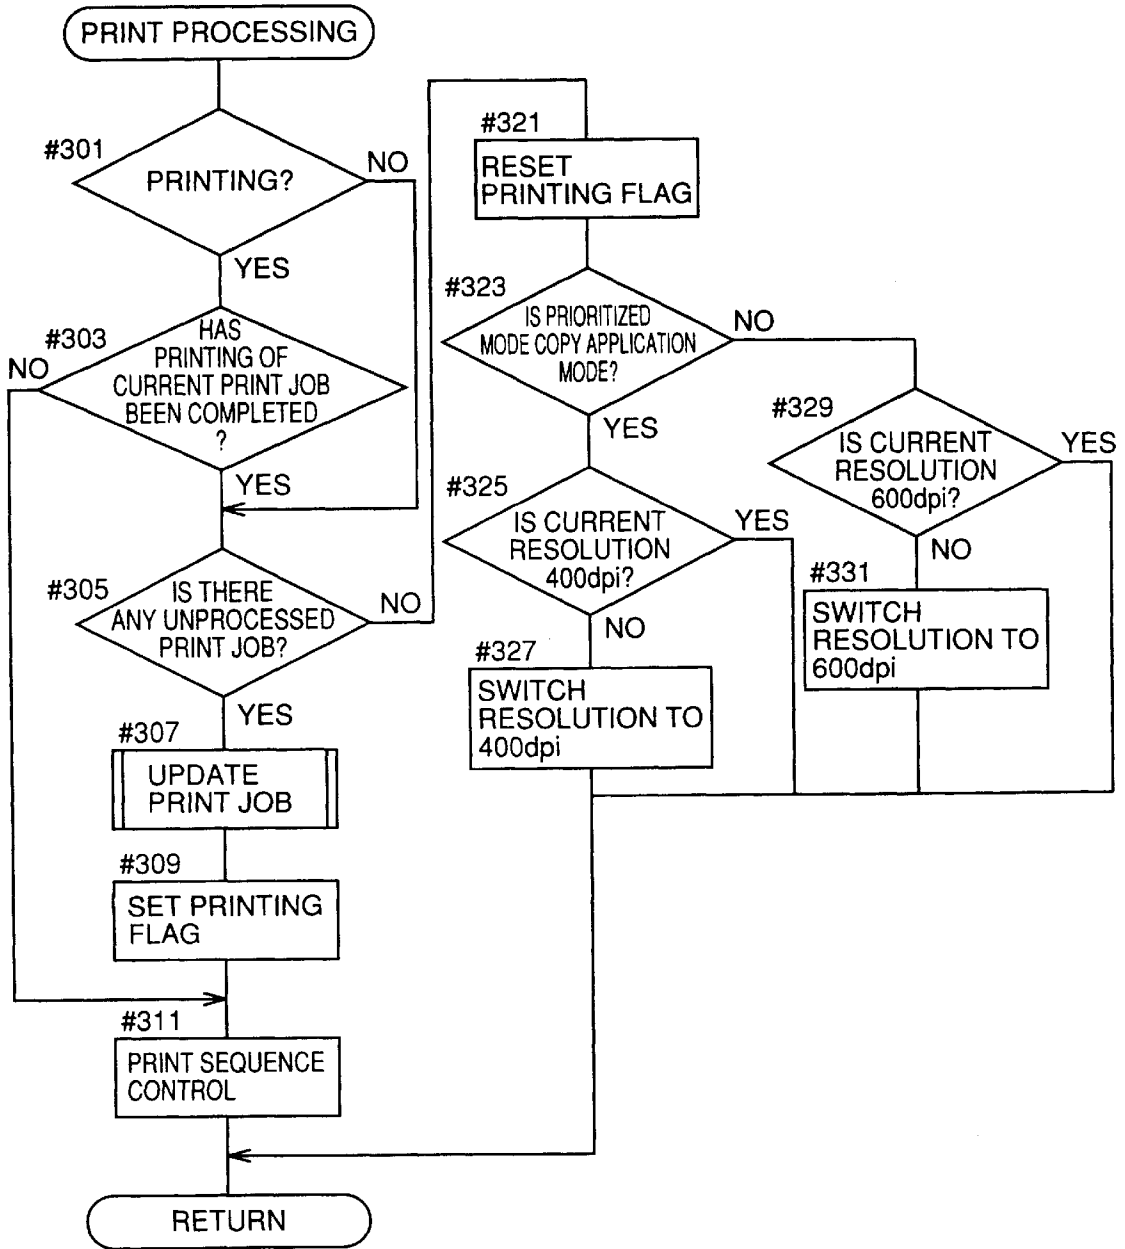 PRINT PROCESSING
#301
PRINTING?
NO
YES
#303
HAS
PRINTING OF
CURRENT PRINT JOB
BEEN COMPLETED
?
NO
YES
#305
IS THERE
ANY UNPROCESSED
PRINT JOB?
NO
YES
#307
UPDATE
PRINT JOB
#309
SET PRINTING
FLAG
#311
PRINT SEQUENCE
CONTROL
RETURN
#321
RESET
PRINTING FLAG
#323
IS PRIORITIZED
MODE COPY APPLICATION
MODE?
NO
YES
#325
IS CURRENT
RESOLUTION
400dpi?
YES
NO
#327
SWITCH
RESOLUTION TO
400dpi
#329
IS CURRENT
RESOLUTION
600dpi?
YES
NO
#331
SWITCH
RESOLUTION TO
600dpi